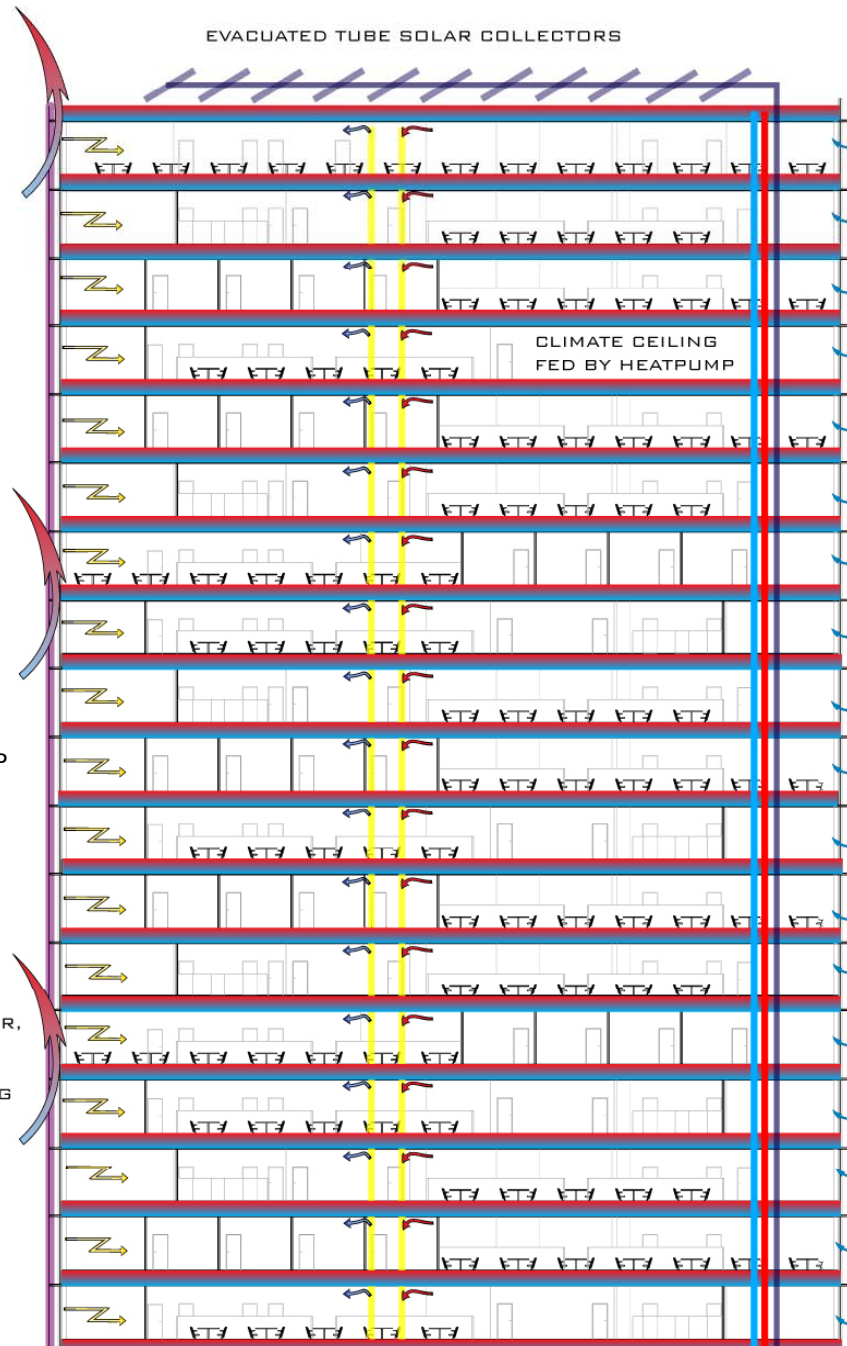 EVACUATED TUBE SOLAR COLLECTORS
CLIMATE CEILING
FED BY HEATPUMP
P
R,
G